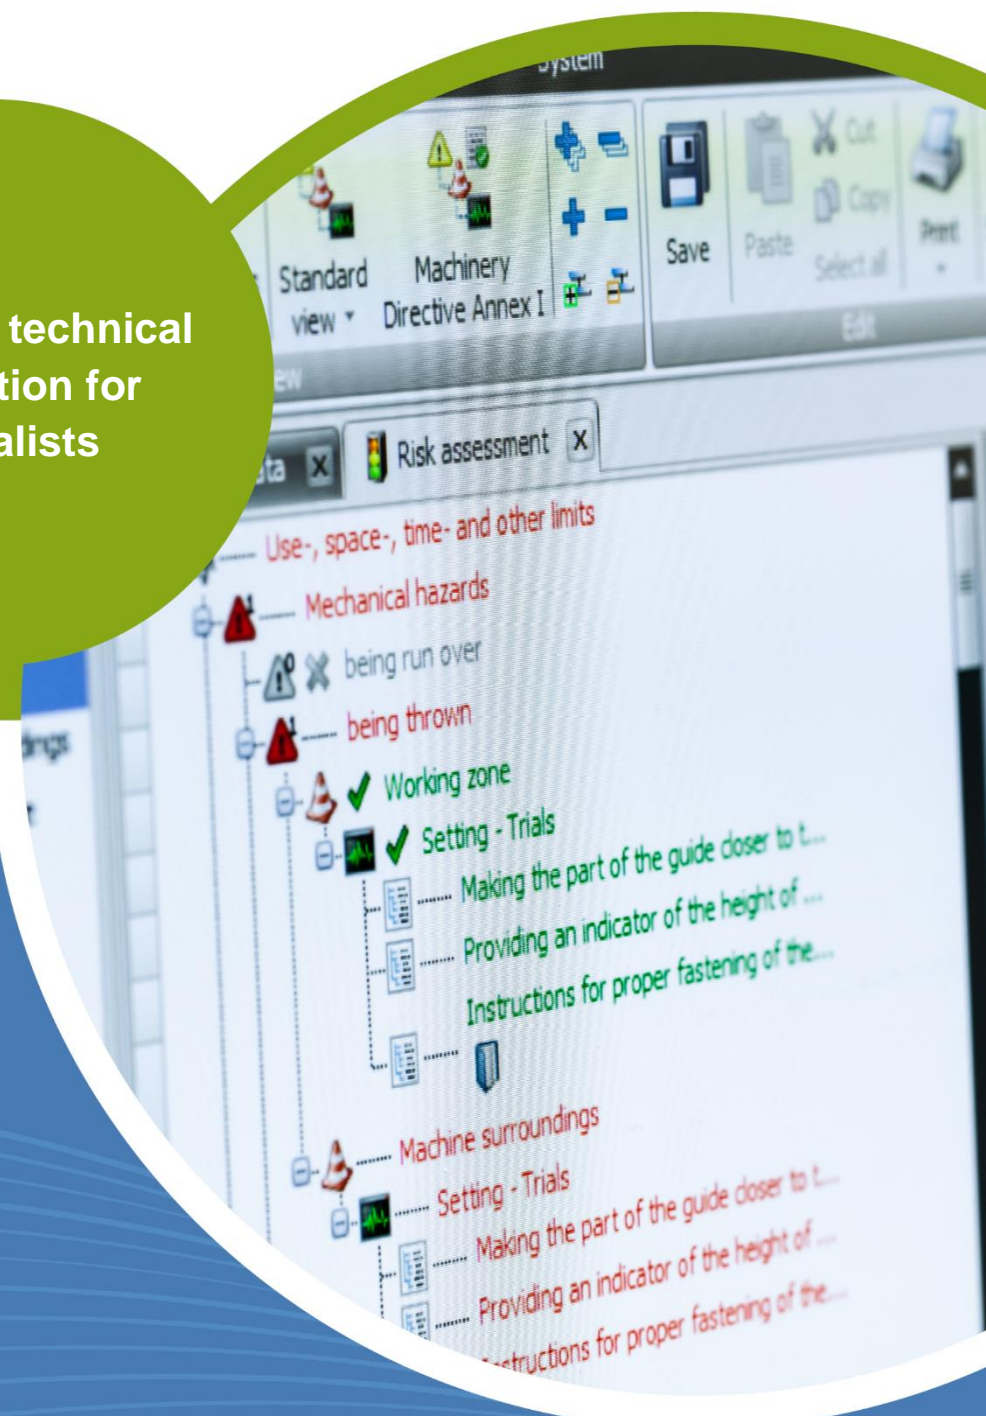 technical
tion for
alists
System
Standard
view
Machinery
Directive Annex I
Save
Paste
Cut
Copy
Select all
Print
Edit
ew
ta
Risk assessment
Use-, space-, time- and other limits
Mechanical hazards
being run over
being thrown
Working zone
Setting - Trials
Making the part of the guide closer to t...
Providing an indicator of the height of ...
Instructions for proper fastening of the...
Machine surroundings
Setting - Trials
Making the part of the guide closer to t...
Providing an indicator of the height of ...
Instructions for proper fastening of the...
dings